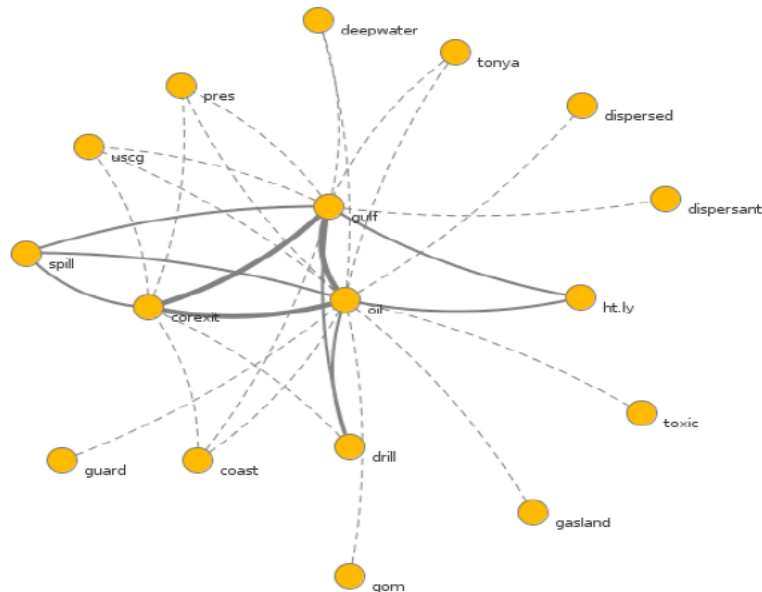 deepwater
tonya
pres
dispersed
uscg
dispersant
gulf
spill
oil
ht.ly
corexit
toxic
drill
guard
coast
gasland
gom